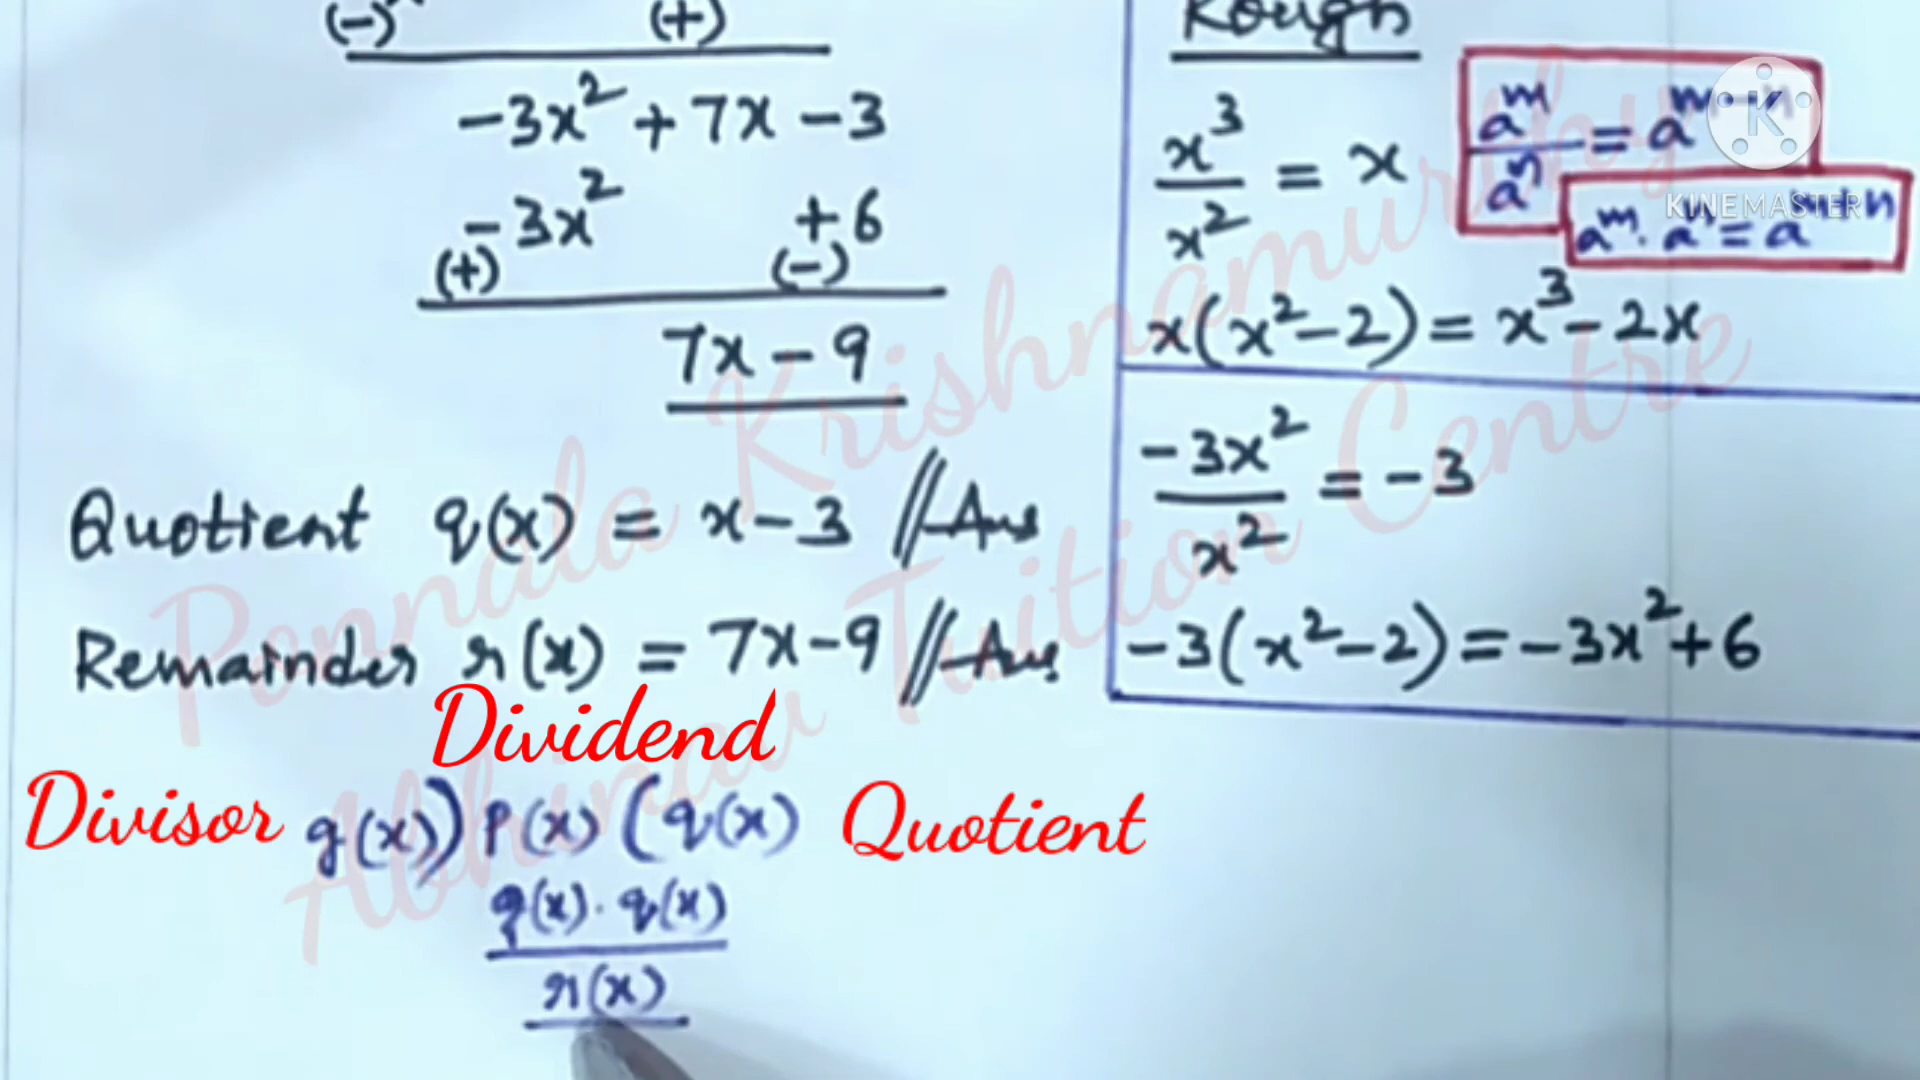 (-) (+)
-3x² + 7x - 3
-3x² +6
(+) (-)
7x - 9
Quotient q(x) = x - 3 // Ans
Remainder r(x) = 7x - 9 // Ans
Dividend
Divisor g(x)) P(x) (q(x) Quotient
g(x) · q(x)
r(x)
Rough
x³/x² = x
aᵐ/aⁿ = aᵐ⁻ⁿ
aᵐ · aⁿ = aᵐ⁺ⁿ
x(x² - 2) = x³ - 2x
-3x²/x² = -3
-3(x² - 2) = -3x² + 6
K
KINEMASTER
Ponnala Krishnamurthy
Abhinav Tuition Centre